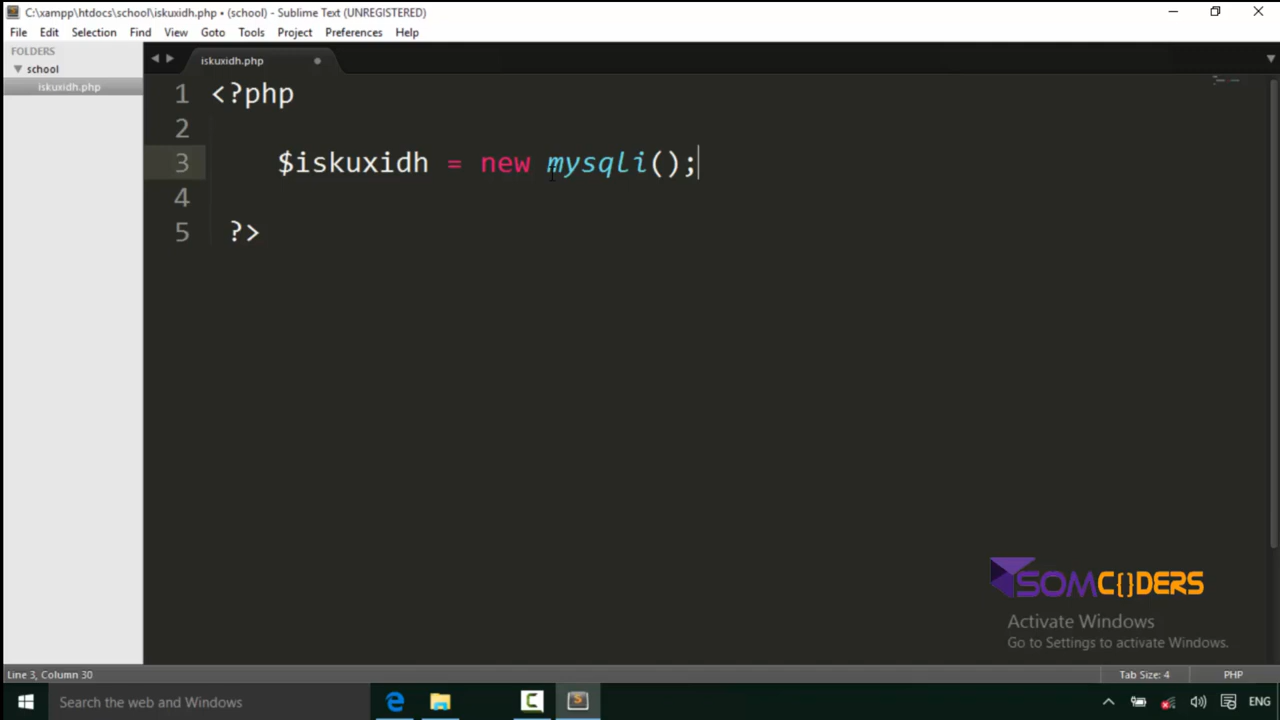 C:\xampp\htdocs\school\iskuxidh.php • (school) - Sublime Text (UNREGISTERED)
File Edit Selection Find View Goto Tools Project Preferences Help
FOLDERS
school
iskuxidh.php
iskuxidh.php
1 <?php
2
3 $iskuxidh = new mysqli();
4
5 ?>
SOMC{}DERS
Activate Windows
Go to Settings to activate Windows.
Line 3, Column 30
Tab Size: 4
PHP
Search the web and Windows
ENG